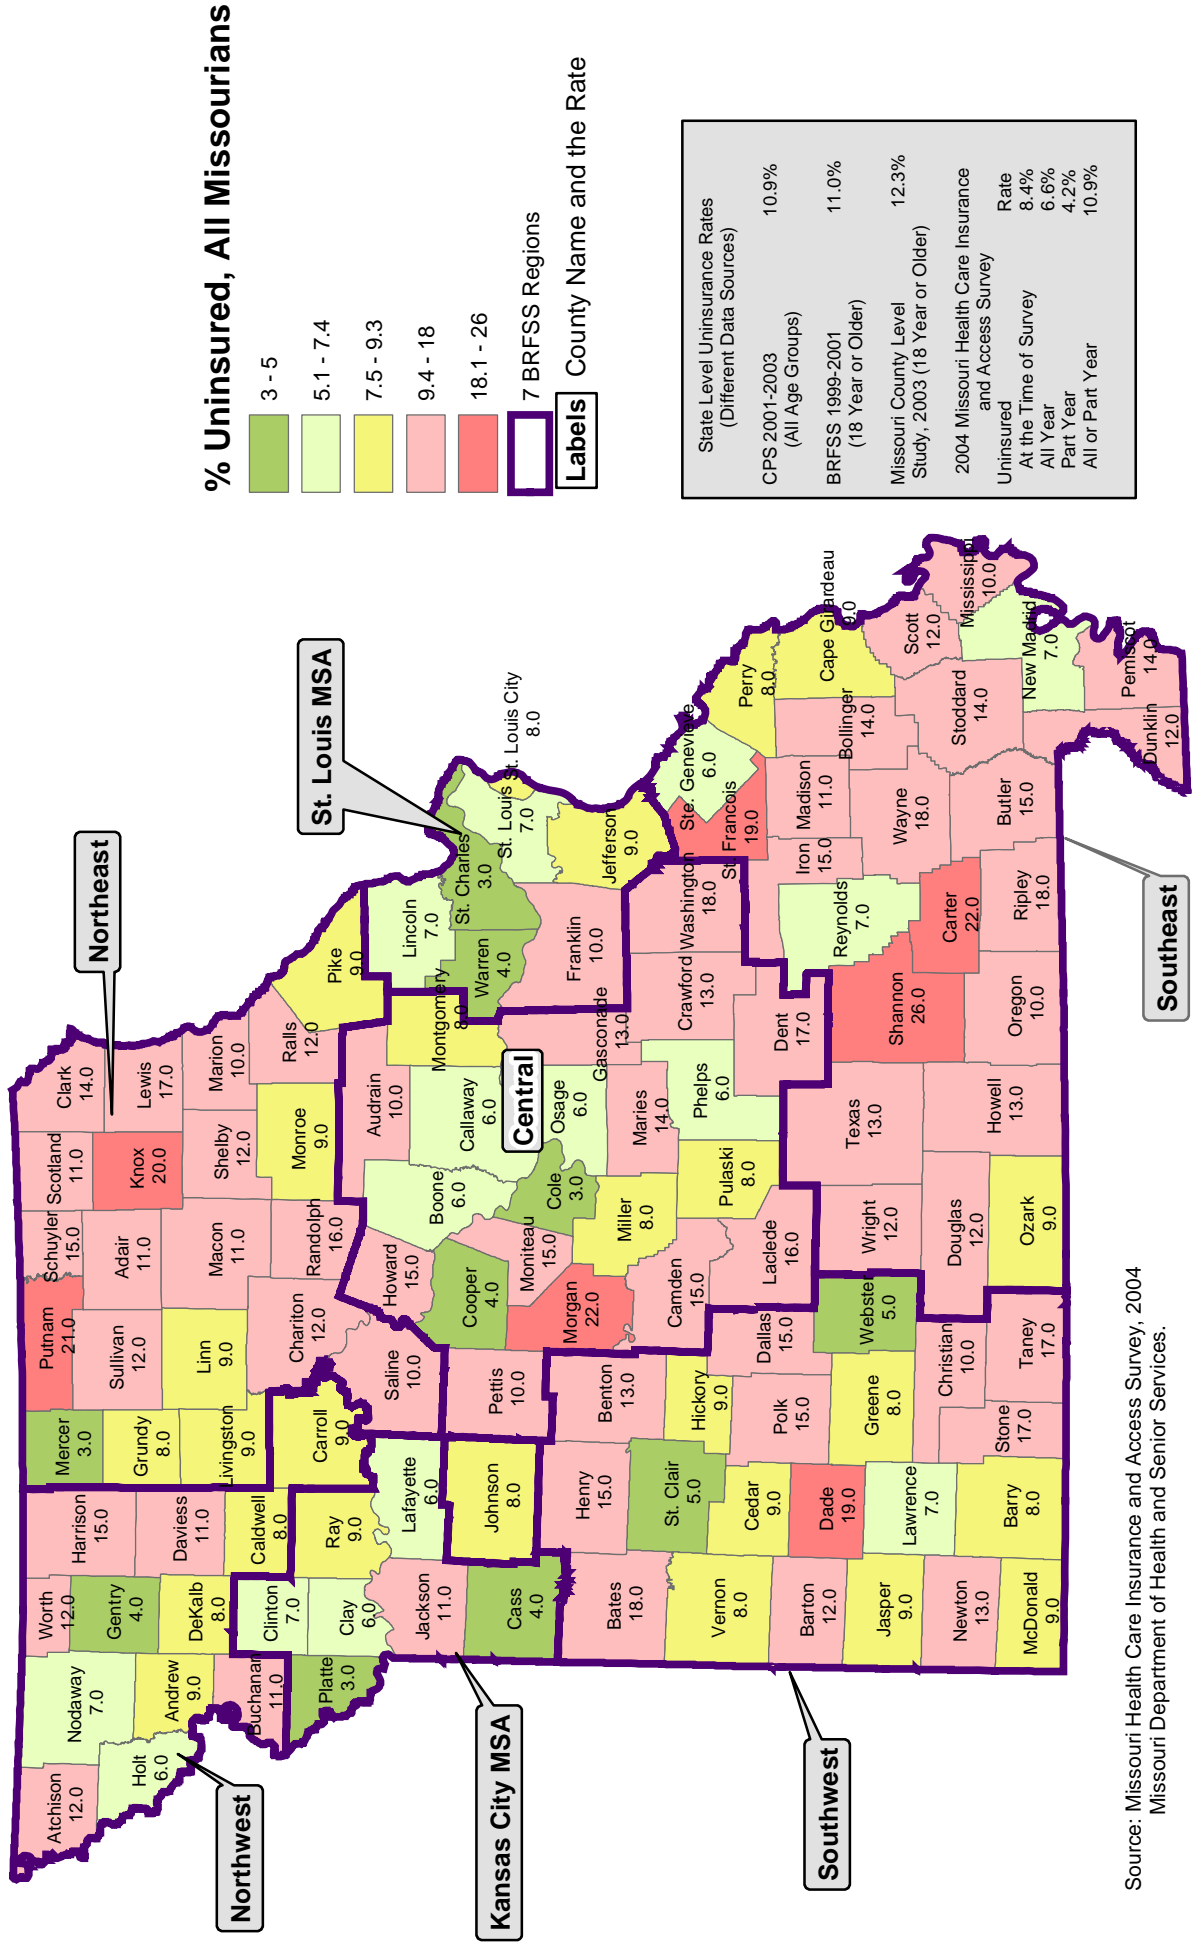 % Uninsured, All Missourians
3 - 5
5.1 - 7.4
7.5 - 9.3
9.4 - 18
18.1 - 26
7 BRFSS Regions
Labels County Name and the Rate
State Level Uninsurance Rates
(Different Data Sources)
CPS 2001-2003 10.9%
(All Age Groups)
BRFSS 1999-2001 11.0%
(18 Year or Older)
Missouri County Level 12.3%
Study, 2003 (18 Year or Older)
2004 Missouri Health Care Insurance
and Access Survey
Uninsured Rate
At the Time of Survey 8.4%
All Year 6.6%
Part Year 4.2%
All or Part Year 10.9%
Northwest
Northeast
St. Louis MSA
Central
Kansas City MSA
Southwest
Southeast
Atchison
12.0
Nodaway
7.0
Worth
12.0
Harrison
15.0
Mercer
3.0
Putnam
21.0
Schuyler
15.0
Scotland
11.0
Clark
14.0
Holt
6.0
Andrew
9.0
Gentry
4.0
DeKalb
8.0
Daviess
11.0
Grundy
8.0
Sullivan
12.0
Adair
11.0
Knox
20.0
Lewis
17.0
Buchanan
11.0
Clinton
7.0
Caldwell
8.0
Livingston
9.0
Linn
9.0
Macon
11.0
Shelby
12.0
Marion
10.0
Platte
3.0
Clay
6.0
Ray
9.0
Carroll
9.0
Chariton
12.0
Randolph
16.0
Monroe
9.0
Ralls
12.0
Pike
9.0
Jackson
11.0
Lafayette
6.0
Saline
10.0
Howard
15.0
Boone
6.0
Audrain
10.0
Montgomery
8.0
Lincoln
7.0
St. Charles
3.0
Cass
4.0
Johnson
8.0
Pettis
10.0
Cooper
4.0
Moniteau
15.0
Cole
3.0
Callaway
6.0
Osage
6.0
Gasconade
13.0
Warren
4.0
Franklin
10.0
St. Louis
7.0
St. Louis City
8.0
Jefferson
9.0
Bates
18.0
Henry
15.0
Benton
13.0
Morgan
22.0
Miller
8.0
Camden
15.0
Maries
14.0
Phelps
6.0
Pulaski
8.0
Crawford
13.0
Washington
18.0
St. Francois
19.0
Ste. Genevieve
6.0
Perry
8.0
Vernon
8.0
St. Clair
5.0
Hickory
9.0
Cedar
9.0
Polk
15.0
Dallas
15.0
Laclede
16.0
Dent
17.0
Iron
15.0
Madison
11.0
Bollinger
14.0
Cape Girardeau
9.0
Barton
12.0
Dade
19.0
Greene
8.0
Webster
5.0
Wright
12.0
Texas
13.0
Shannon
26.0
Reynolds
7.0
Wayne
18.0
Scott
12.0
Jasper
9.0
Lawrence
7.0
Christian
10.0
Douglas
12.0
Howell
13.0
Oregon
10.0
Carter
22.0
Ripley
18.0
Butler
15.0
Stoddard
14.0
Mississippi
10.0
New Madrid
7.0
Newton
13.0
McDonald
9.0
Barry
8.0
Stone
17.0
Taney
17.0
Ozark
9.0
Dunklin
12.0
Pemiscot
14.0
Source: Missouri Health Care Insurance and Access Survey, 2004
Missouri Department of Health and Senior Services.